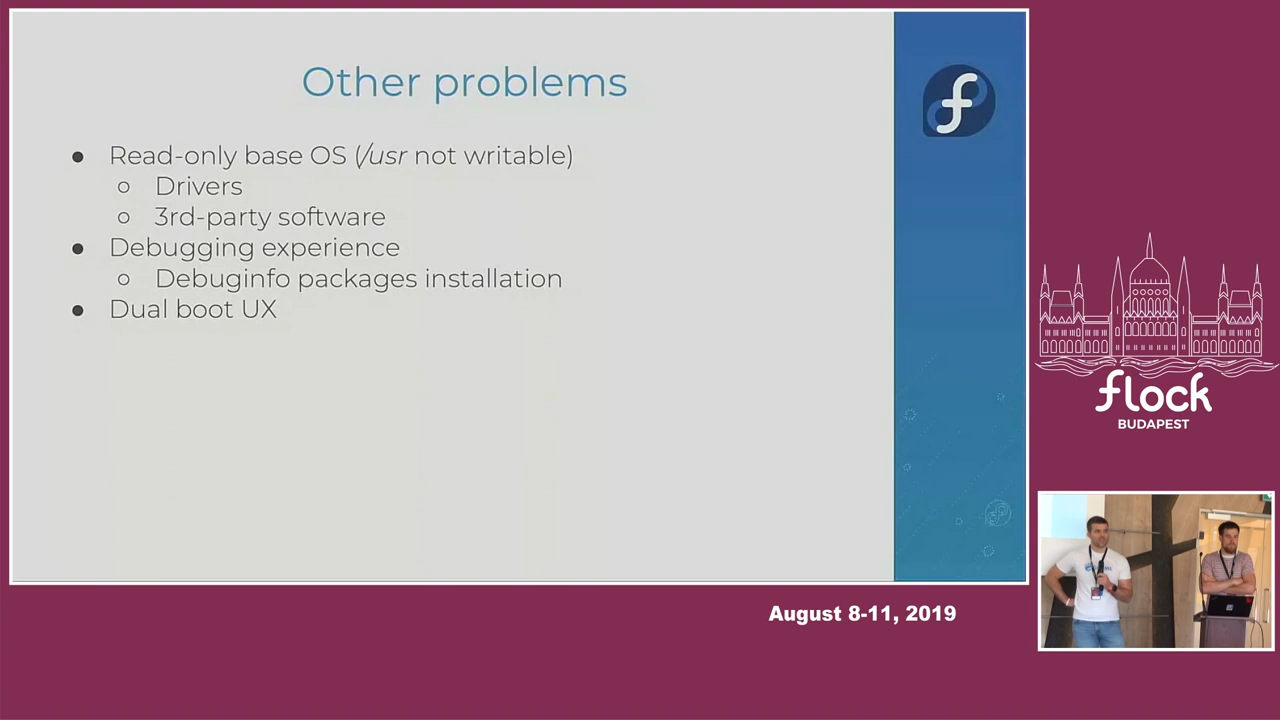 Other problems
● Read-only base OS (/usr not writable)
○ Drivers
○ 3rd-party software
● Debugging experience
○ Debuginfo packages installation
● Dual boot UX
flock
BUDAPEST
August 8-11, 2019